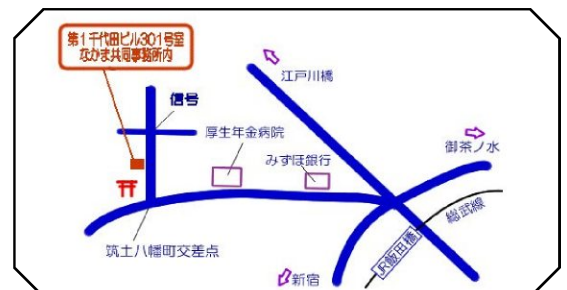 第1千代田ビル301号室
なかま共同事務所内
江戸川橋
信号
厚生年金病院
御茶ノ水
みずほ銀行
総武線
筑土八幡町交差点
JR飯田橋
新宿